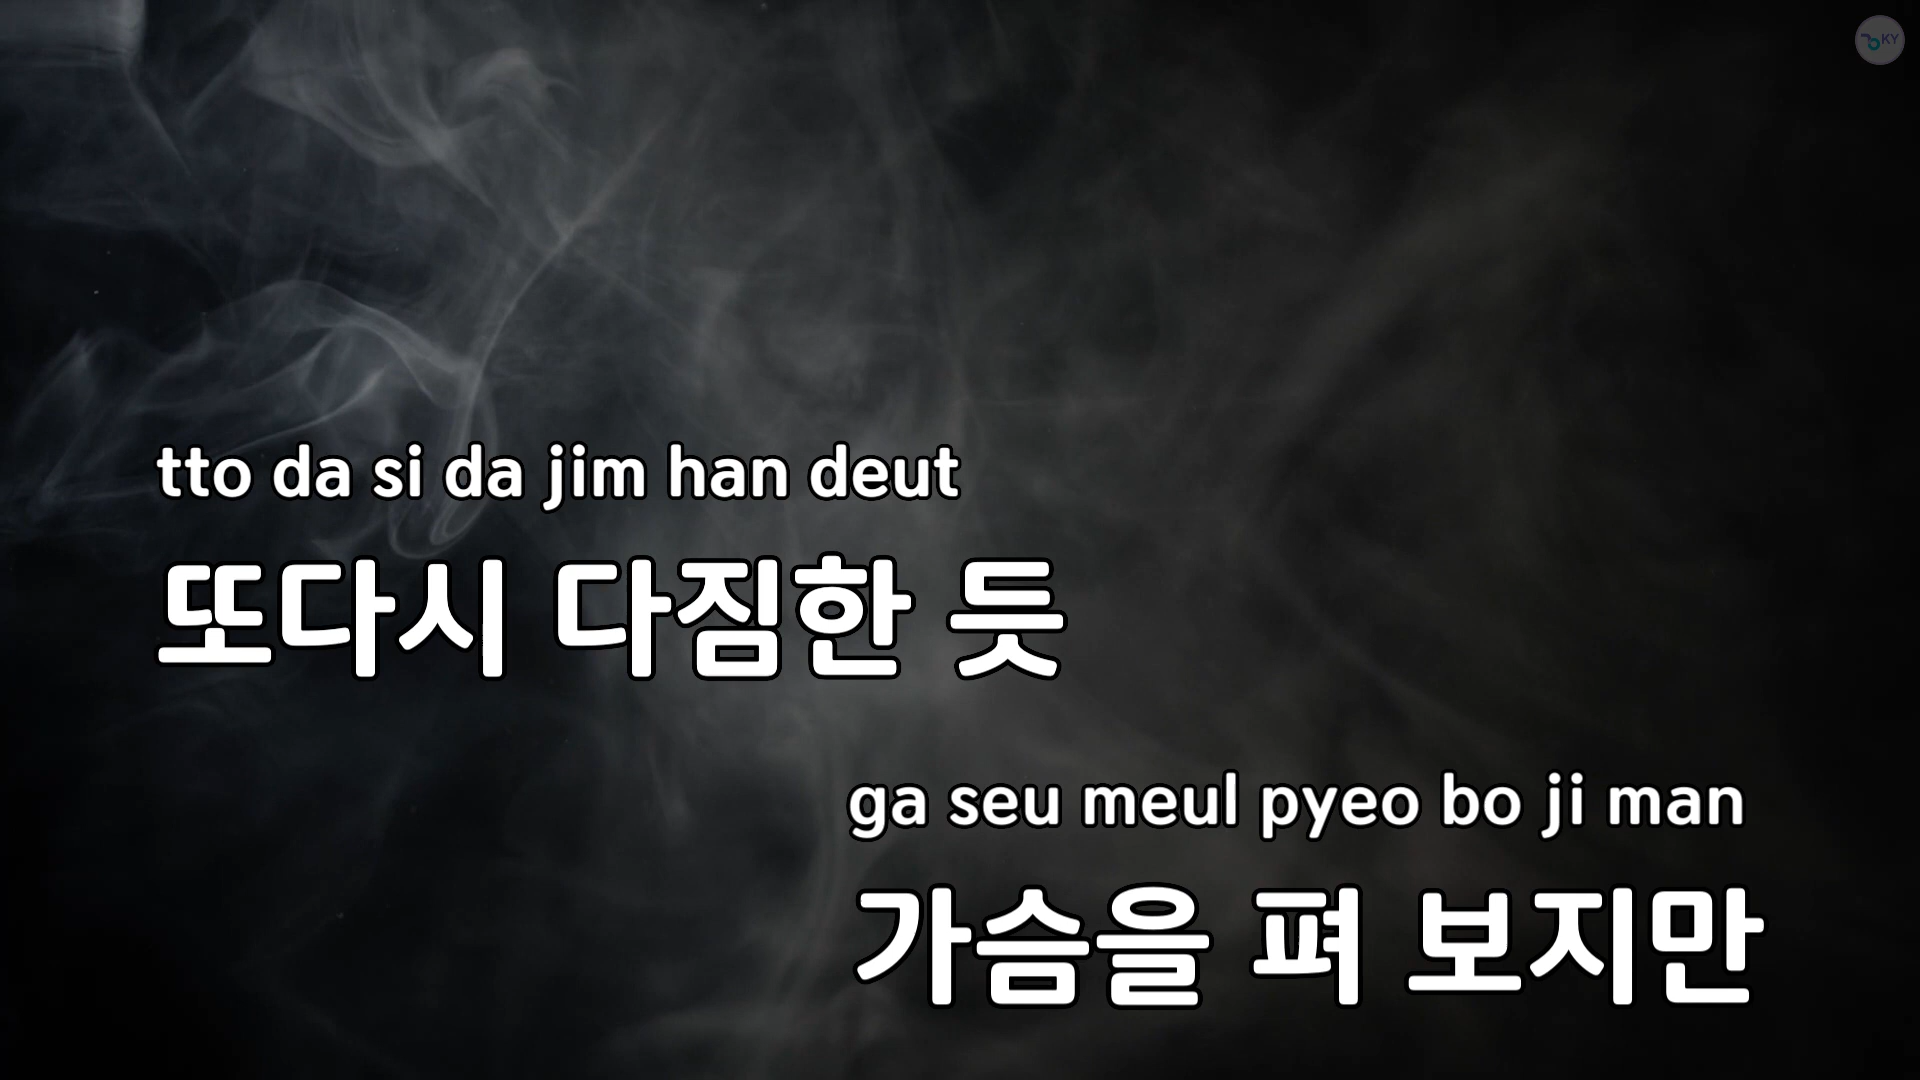 KY
tto da si da jim han deut
또다시 다짐한 듯
ga seu meul pyeo bo ji man
가슴을 펴 보지만